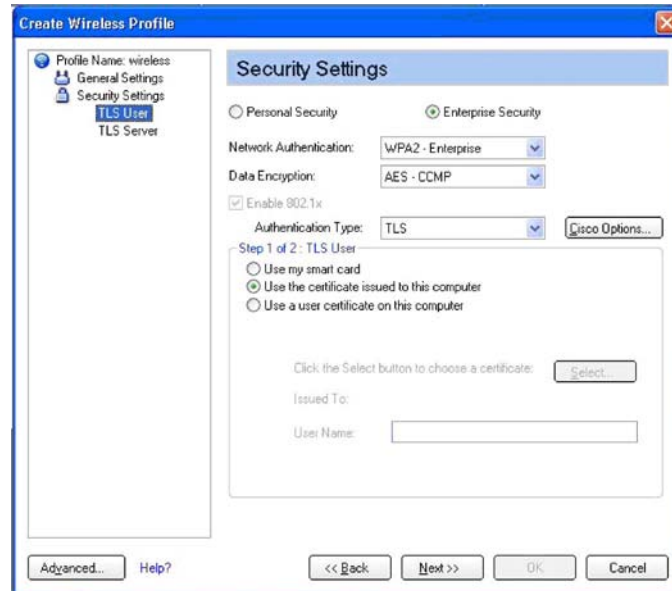 Create Wireless Profile
Profile Name: wireless
General Settings
Security Settings
TLS User
TLS Server
Security Settings
Personal Security
Enterprise Security
Network Authentication:
WPA2 - Enterprise
Data Encryption:
AES - CCMP
Enable 802.1x
Authentication Type:
TLS
Cisco Options...
Step 1 of 2 : TLS User
Use my smart card
Use the certificate issued to this computer
Use a user certificate on this computer
Click the Select button to choose a certificate:
Select...
Issued To:
User Name:
Advanced...
Help?
<< Back
Next >>
OK
Cancel